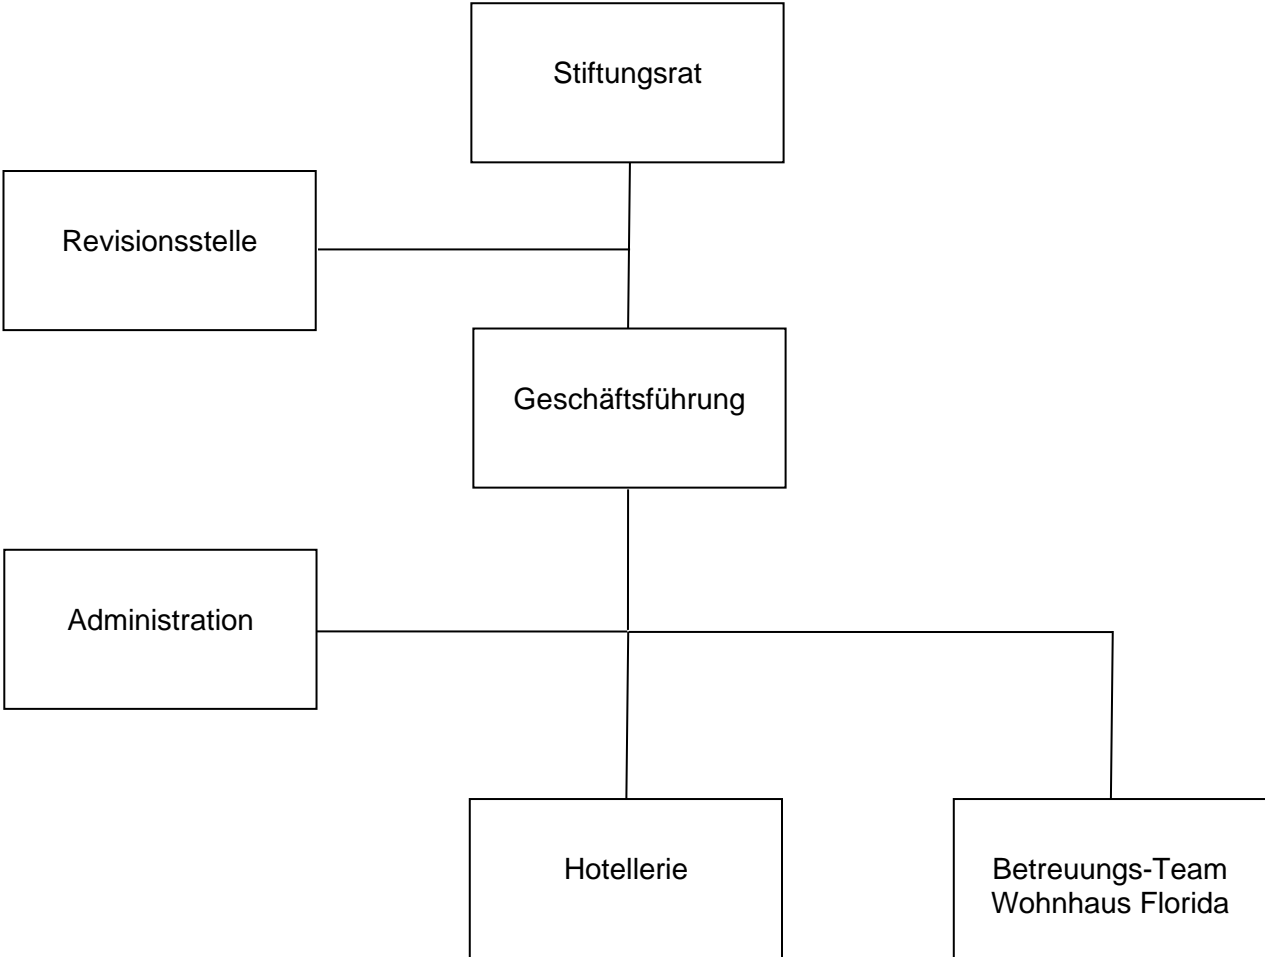 Stiftungsrat
Revisionsstelle
Geschäftsführung
Administration
Hotellerie
Betreuungs-Team
Wohnhaus Florida